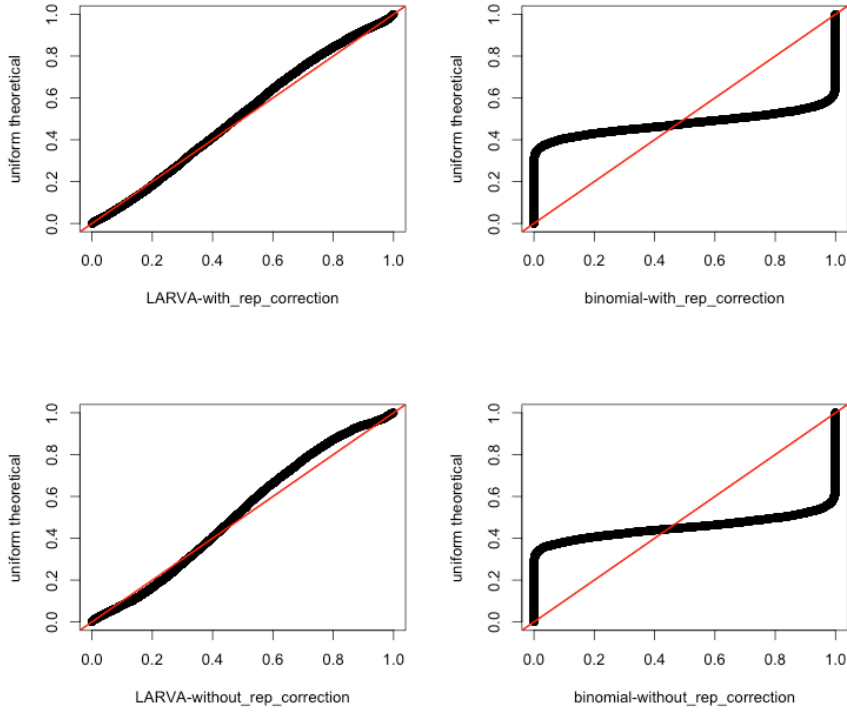 uniform theoretical
0.0 0.2 0.4 0.6 0.8 1.0
0.0 0.2 0.4 0.6 0.8 1.0
LARVA-with_rep_correction
uniform theoretical
0.0 0.2 0.4 0.6 0.8 1.0
0.0 0.2 0.4 0.6 0.8 1.0
binomial-with_rep_correction
uniform theoretical
0.0 0.2 0.4 0.6 0.8 1.0
0.0 0.2 0.4 0.6 0.8 1.0
LARVA-without_rep_correction
uniform theoretical
0.0 0.2 0.4 0.6 0.8 1.0
0.0 0.2 0.4 0.6 0.8 1.0
binomial-without_rep_correction